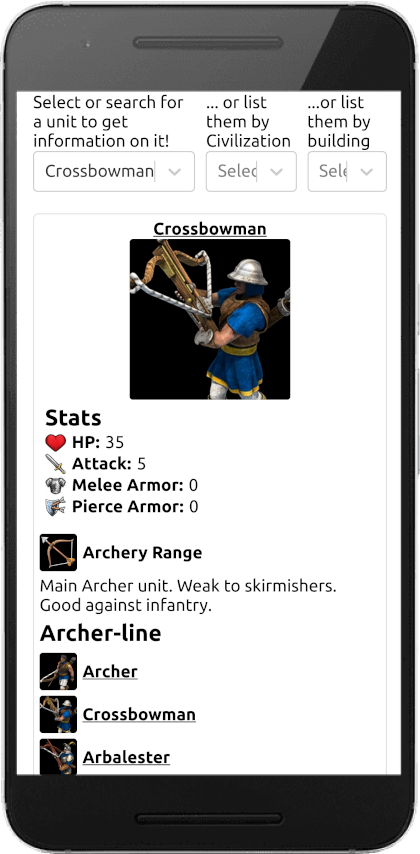 Select or search for
a unit to get
information on it!
... or list
them by
Civilization
...or list
them by
building
Crossbowman
Selec
Sele
Crossbowman
Stats
HP: 35
Attack: 5
Melee Armor: 0
Pierce Armor: 0
Archery Range
Main Archer unit. Weak to skirmishers.
Good against infantry.
Archer-line
Archer
Crossbowman
Arbalester